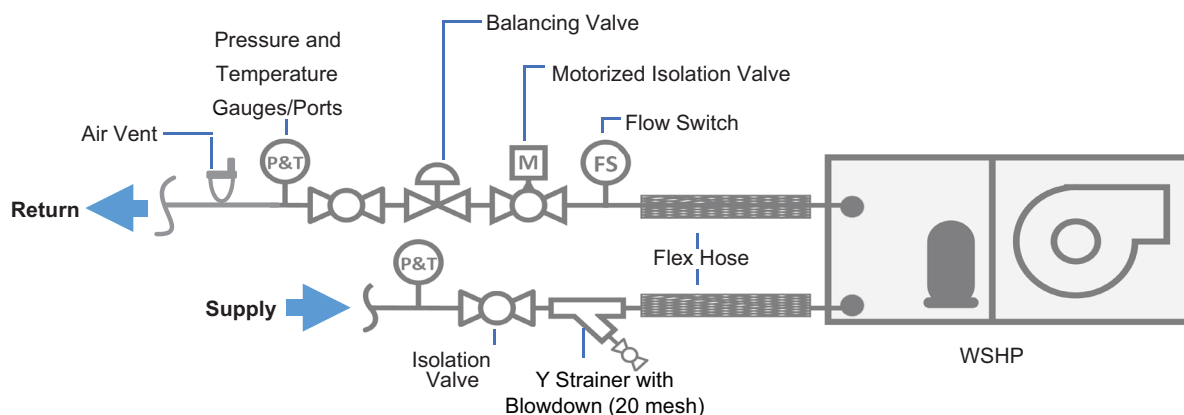 Balancing Valve
Pressure and
Temperature
Gauges/Ports
Motorized Isolation Valve
Air Vent
Flow Switch
P&T
M
FS
Return
P&T
Flex Hose
Supply
Isolation
Valve
Y Strainer with
Blowdown (20 mesh)
WSHP